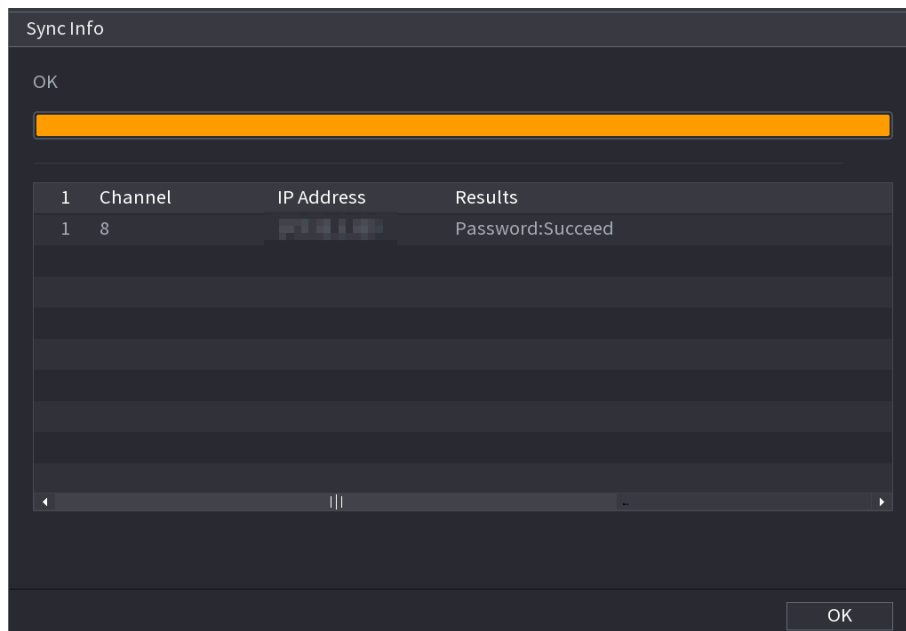 Sync Info
OK
1 Channel IP Address Results
1 8 Password:Succeed
OK